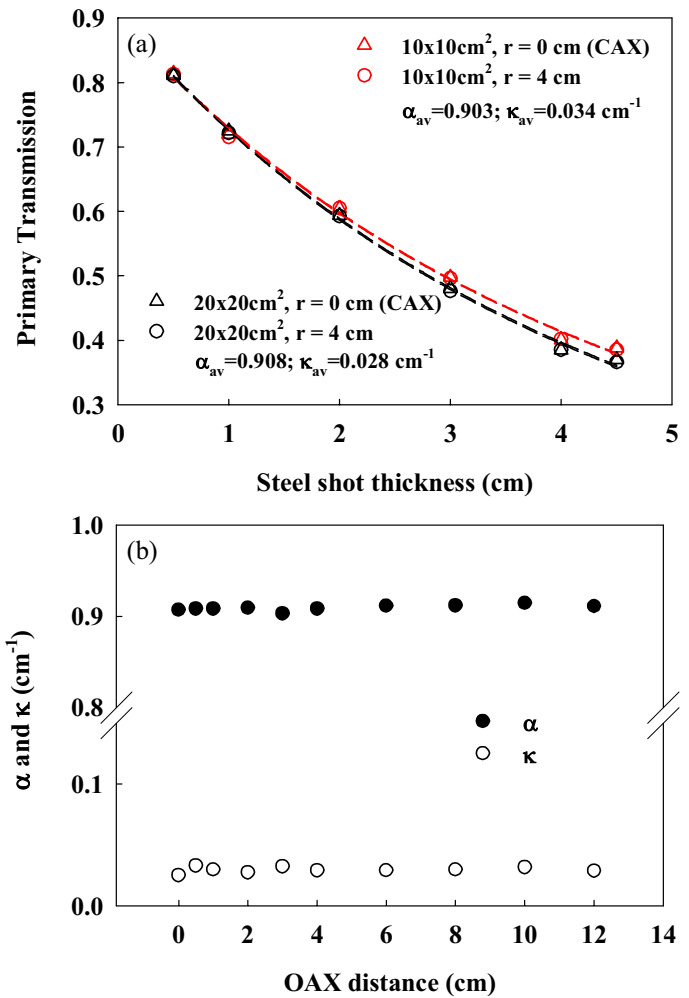 (a)
10x10cm², r = 0 cm (CAX)
10x10cm², r = 4 cm
αav=0.903; κav=0.034 cm⁻¹
20x20cm², r = 0 cm (CAX)
20x20cm², r = 4 cm
αav=0.908; κav=0.028 cm⁻¹
Primary Transmission
0.9
0.8
0.7
0.6
0.5
0.4
0.3
0 1 2 3 4 5
Steel shot thickness (cm)
(b)
α and κ (cm⁻¹)
1.0
0.9
0.8
0.1
0.0
α
κ
0 2 4 6 8 10 12 14
OAX distance (cm)